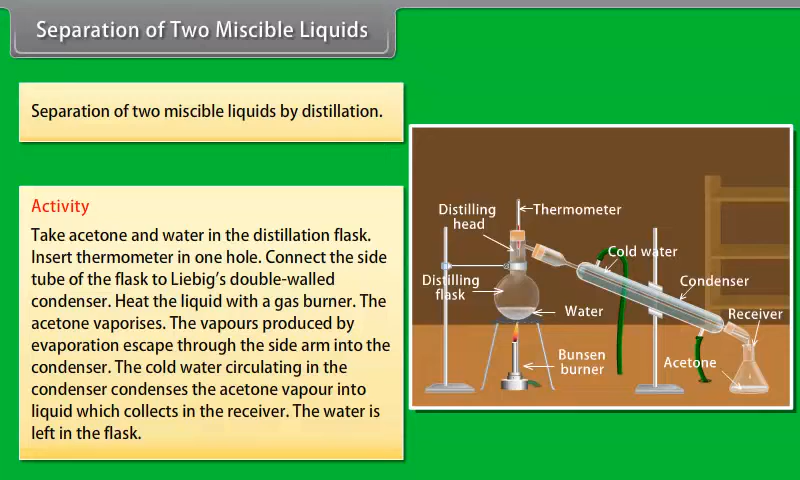 Separation of Two Miscible Liquids
Separation of two miscible liquids by distillation.
Activity
Take acetone and water in the distillation flask.
Insert thermometer in one hole. Connect the side
tube of the flask to Liebig's double-walled
condenser. Heat the liquid with a gas burner. The
acetone vaporises. The vapours produced by
evaporation escape through the side arm into the
condenser. The cold water circulating in the
condenser condenses the acetone vapour into
liquid which collects in the receiver. The water is
left in the flask.
Distilling
head
Thermometer
Cold water
Distilling
flask
Condenser
Water
Receiver
Bunsen
burner
Acetone